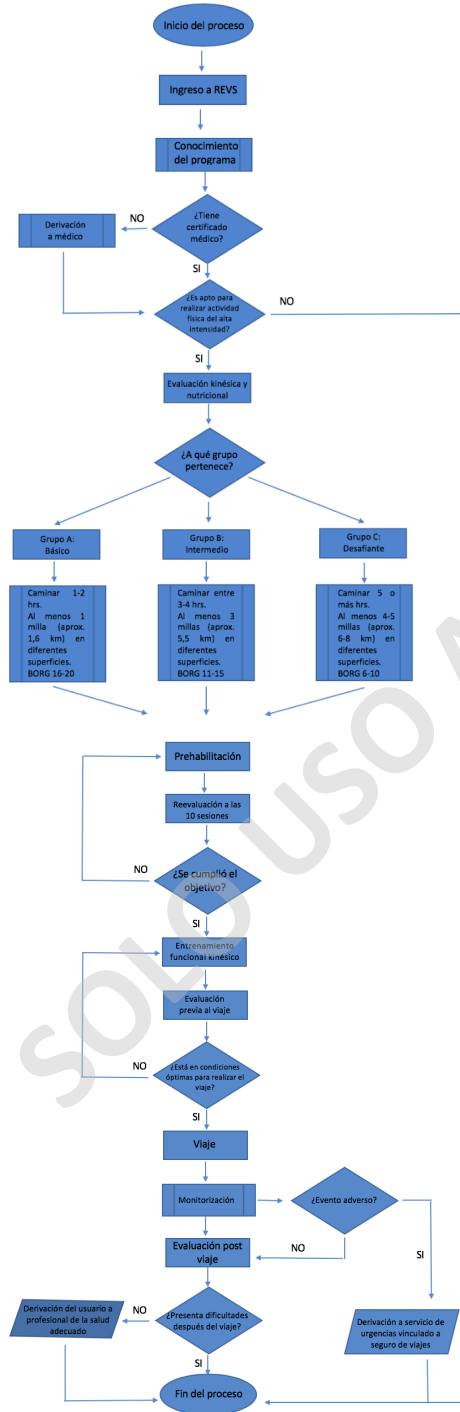 Inicio del proceso
Ingreso a REVS
Conocimiento
del programa
¿Tiene
certificado
médico?
NO
Derivación
a médico
SI
¿Es apto para
realizar actividad
física del alta
intensidad?
NO
SI
Evaluación kinésica y
nutricional
¿A qué grupo
pertenece?
Grupo A:
Básico
Grupo B:
Intermedio
Grupo C:
Desafiante
Caminar 1-2
hrs.
Al menos 1
milla (aprox.
1,6 km) en
diferentes
superficies.
BORG 16-20
Caminar entre
3-4 hrs.
Al menos 3
millas (aprox.
5,5 km) en
diferentes
superficies.
BORG 11-15
Caminar 5 o
más hrs.
Al menos 4-5
millas (aprox.
6-8 km) en
diferentes
superficies.
BORG 6-10
Prehabilitación
Reevaluación a las
10 sesiones
¿Se cumplió el
objetivo?
NO
SI
Entrenamiento
funcional kinésico
Evaluación
previa al viaje
¿Está en condiciones
óptimas para realizar el
viaje?
NO
SI
Viaje
Monitorización
¿Evento adverso?
NO
SI
Evaluación post
viaje
¿Presenta dificultades
después del viaje?
NO
Derivación del usuario a
profesional de la salud
adecuado
Derivación a servicio de
urgencias vinculado a
seguro de viajes
SI
Fin del proceso
SOLO USO A